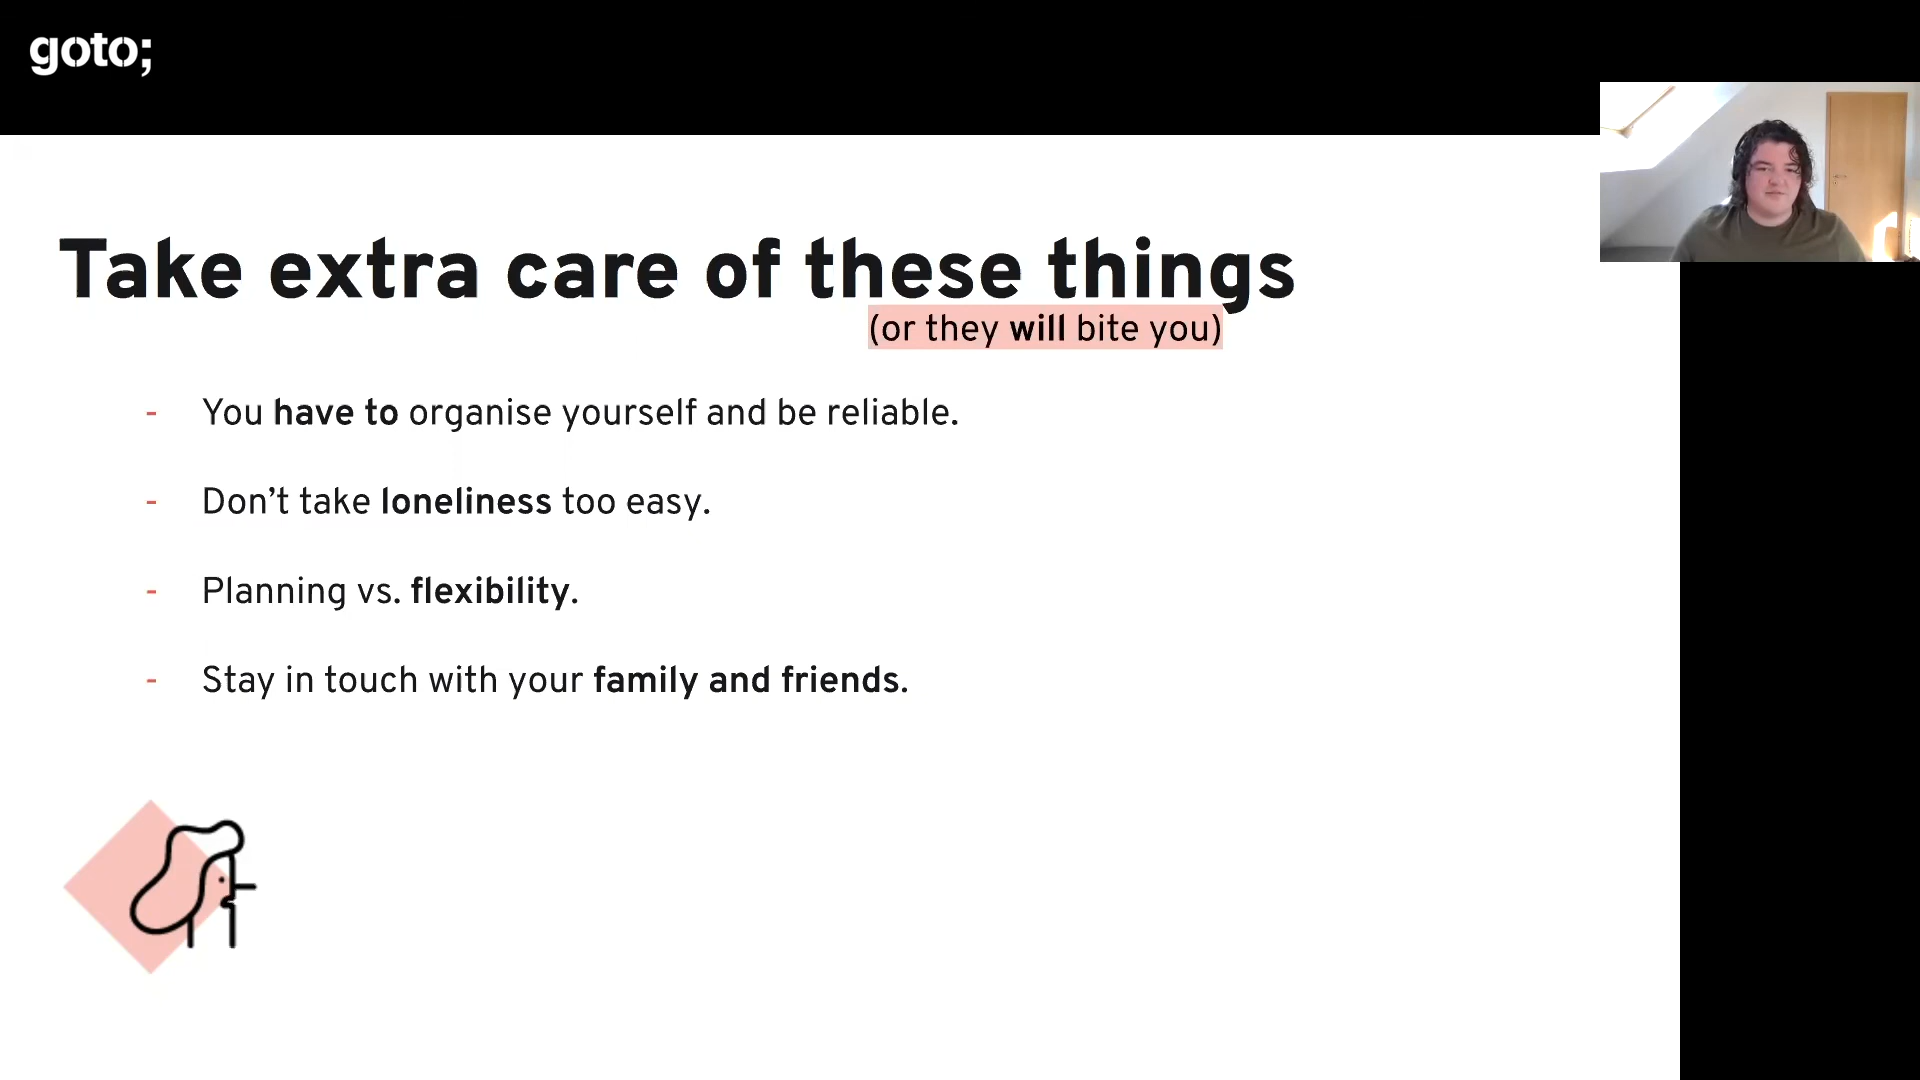 goto;
Take extra care of these things
(or they will bite you)
- You have to organise yourself and be reliable.
- Don’t take loneliness too easy.
- Planning vs. flexibility.
- Stay in touch with your family and friends.